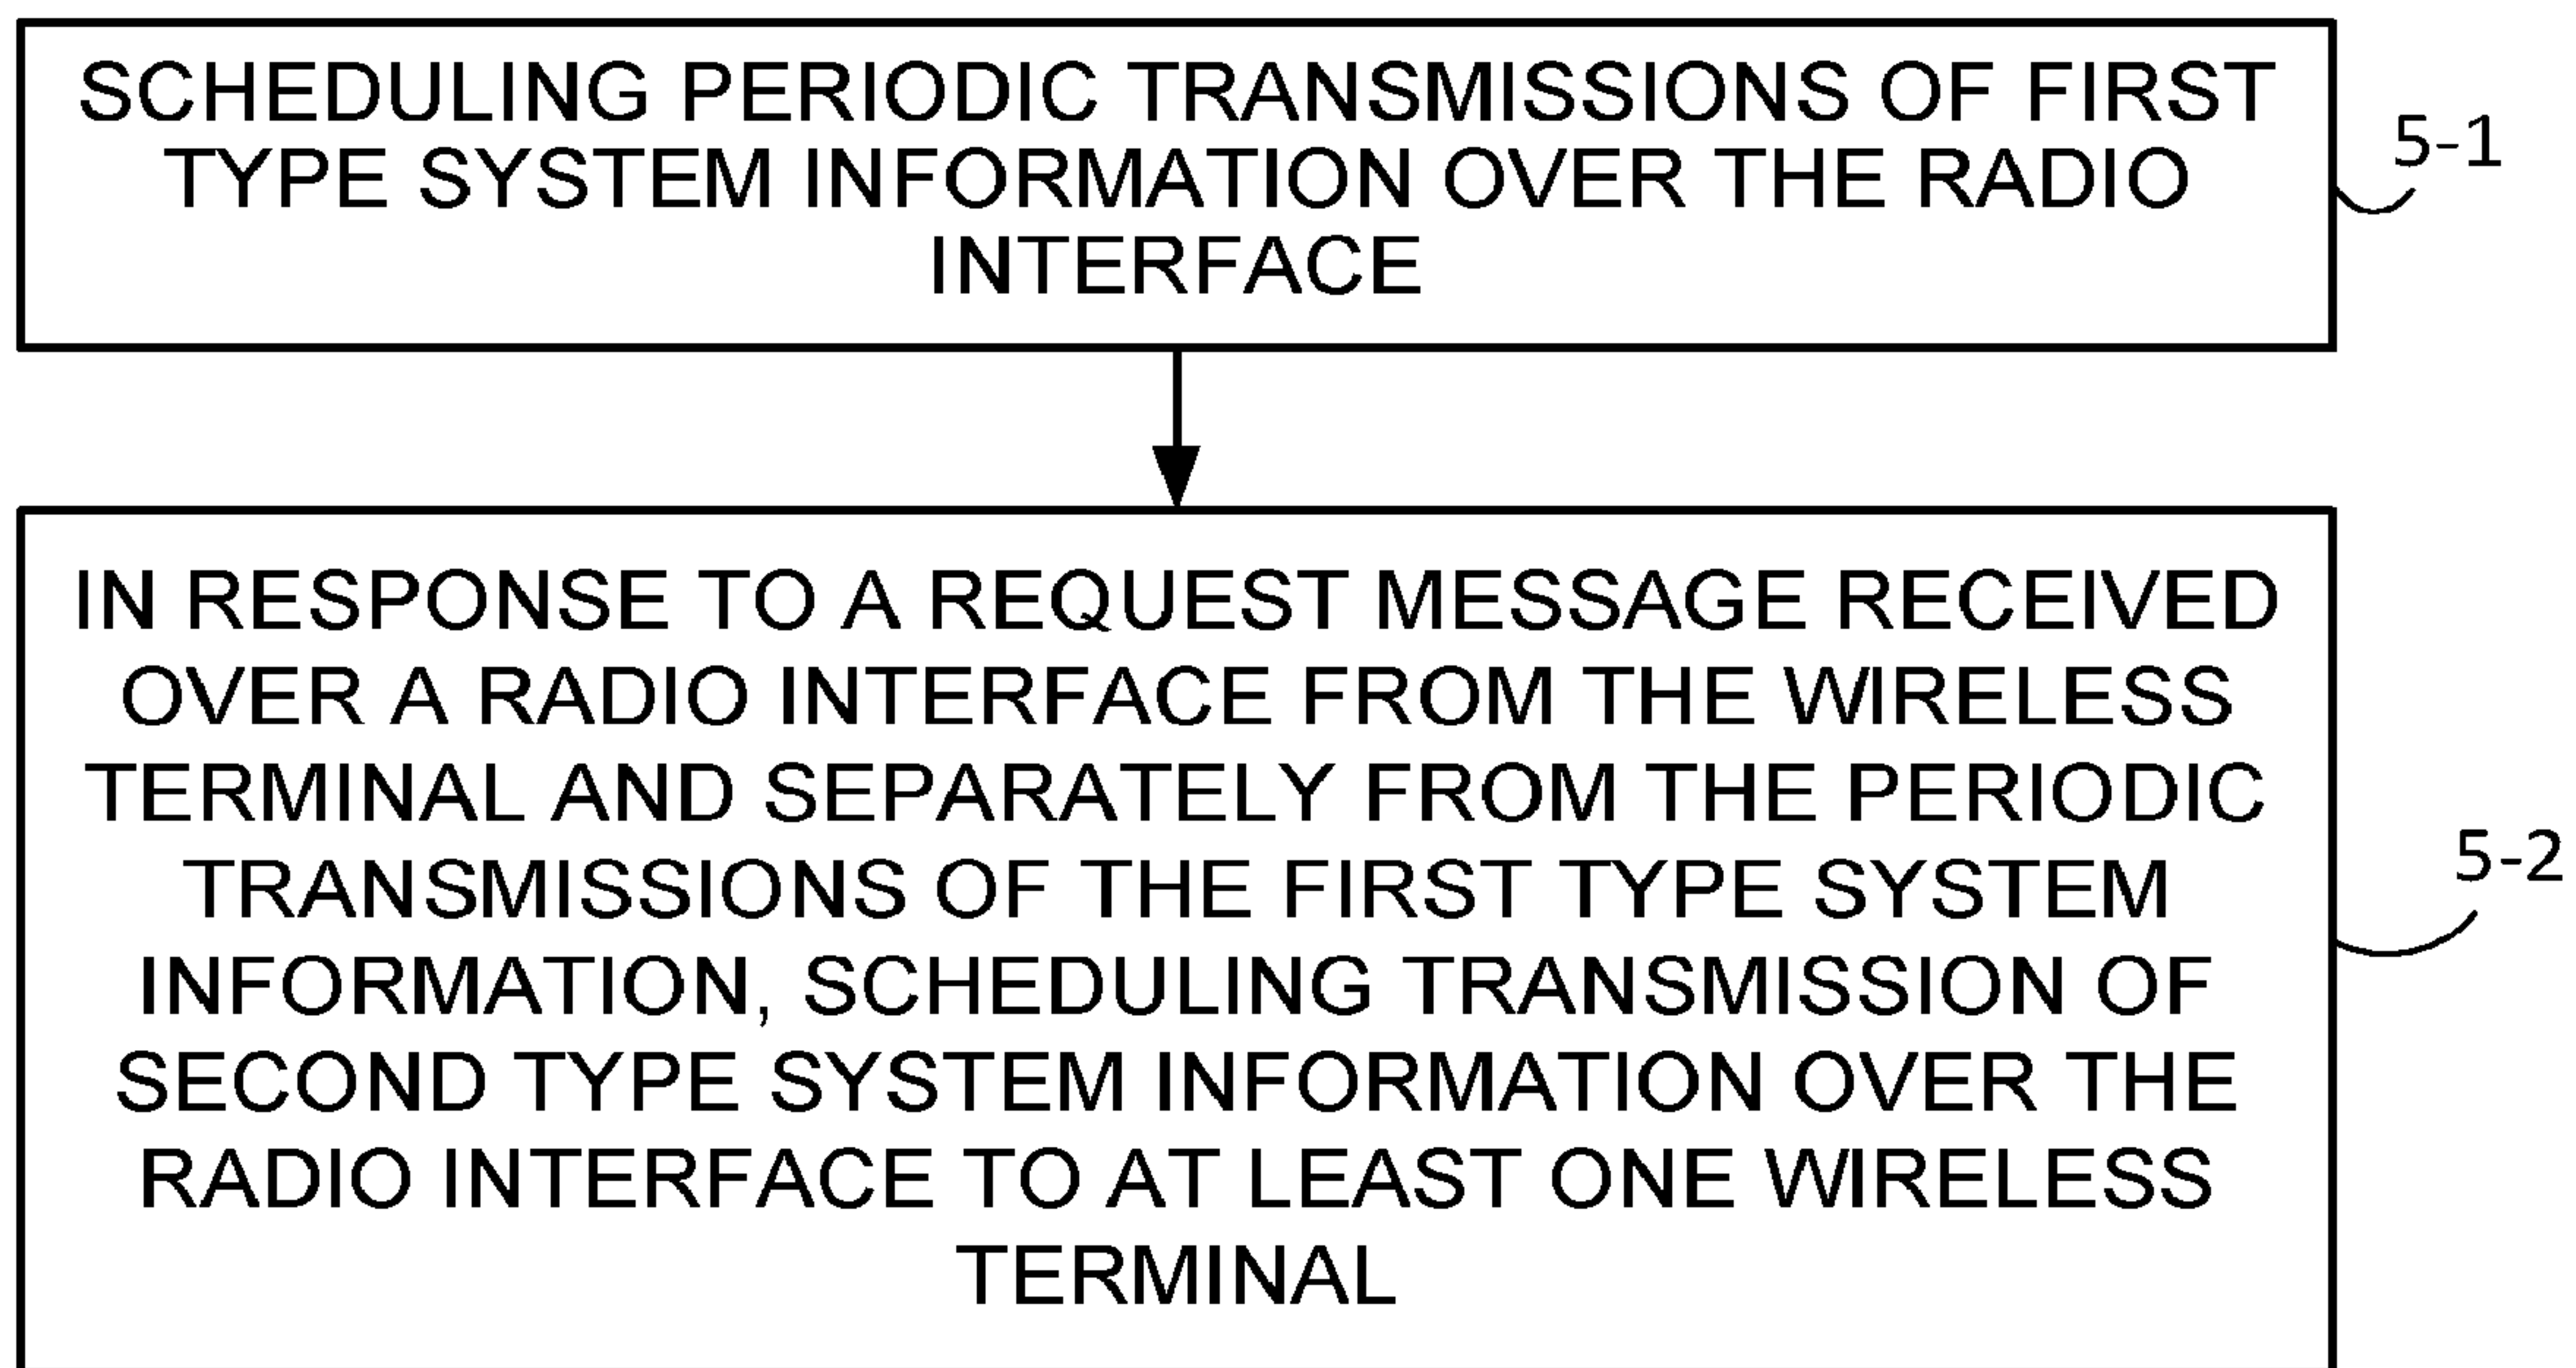 SCHEDULING PERIODIC TRANSMISSIONS OF FIRST
TYPE SYSTEM INFORMATION OVER THE RADIO
INTERFACE
5-1
IN RESPONSE TO A REQUEST MESSAGE RECEIVED
OVER A RADIO INTERFACE FROM THE WIRELESS
TERMINAL AND SEPARATELY FROM THE PERIODIC
TRANSMISSIONS OF THE FIRST TYPE SYSTEM
INFORMATION, SCHEDULING TRANSMISSION OF
SECOND TYPE SYSTEM INFORMATION OVER THE
RADIO INTERFACE TO AT LEAST ONE WIRELESS
TERMINAL
5-2